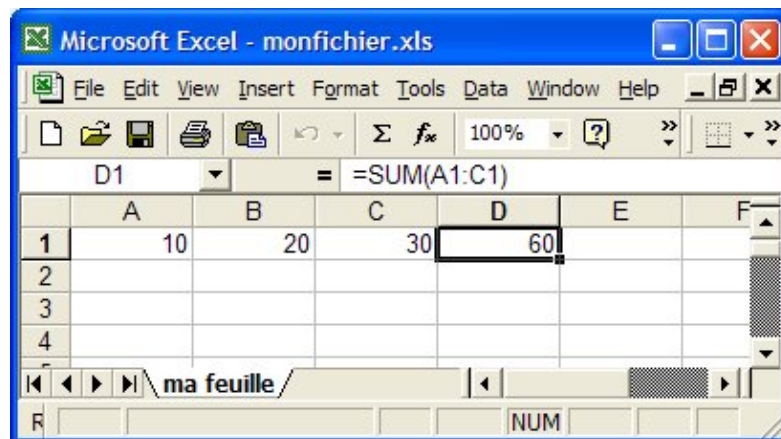 Microsoft Excel - monfichier.xls
File Edit View Insert Format Tools Data Window Help
Σ fx 100%
D1 = =SUM(A1:C1)
A B C D E F
1 10 20 30 60
2
3
4
ma feuille
NUM